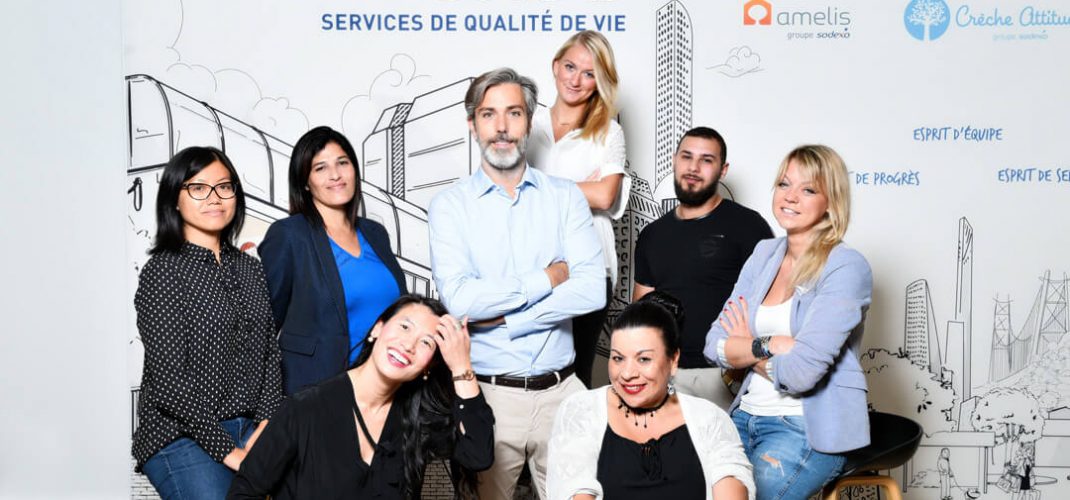 SERVICES DE QUALITÉ DE VIE
amelis
groupe sodexo
Crèche Attitu
groupe sodexo
ESPRIT D'ÉQUIPE
DE PROGRÈS
ESPRIT DE SE